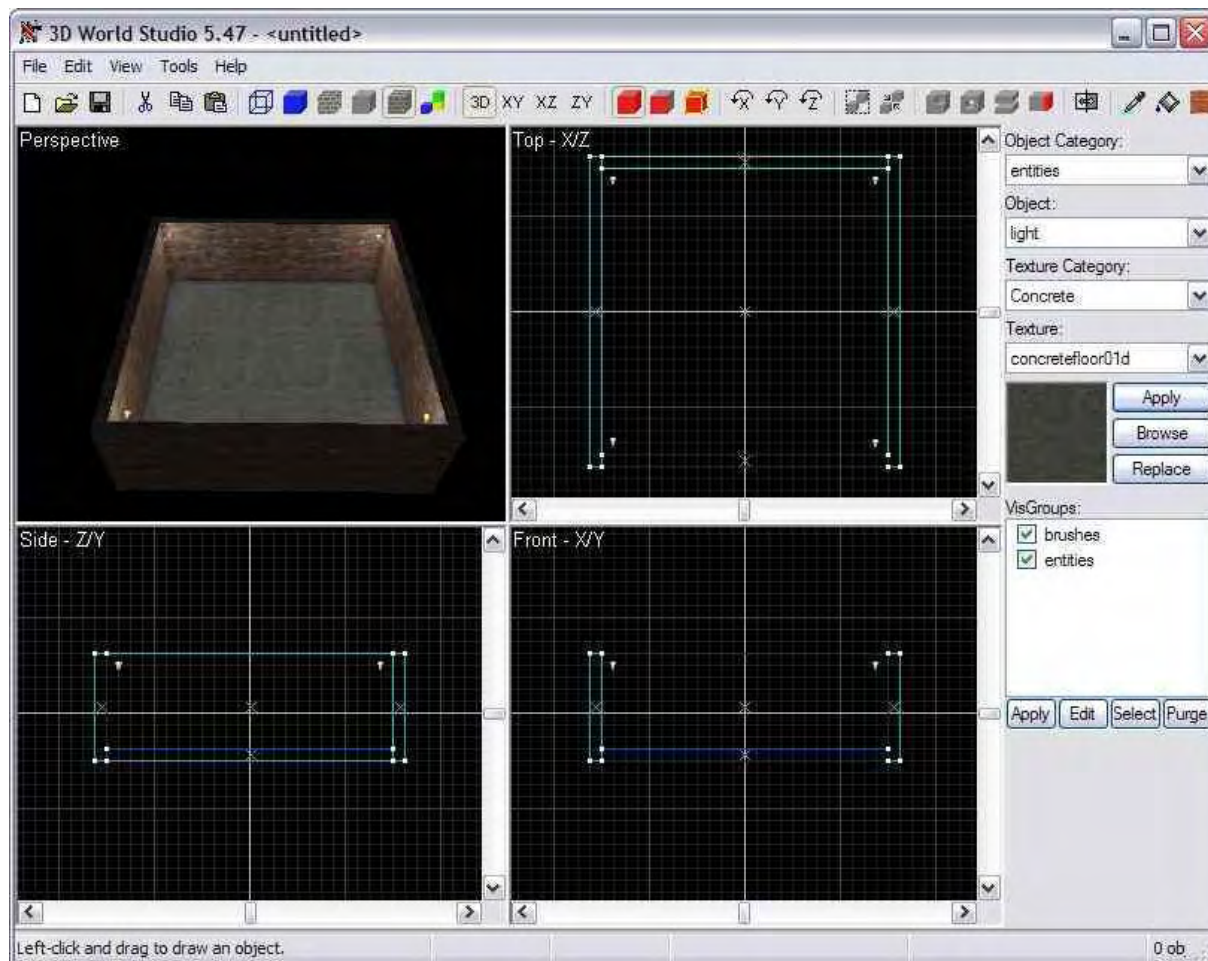 3D World Studio 5.47 - <untitled>
File Edit View Tools Help
3D XY XZ ZY X Y Z
Perspective
Top - X/Z
Object Category:
entities
Object:
light
Texture Category:
Concrete
Texture:
concretefloor01d
Apply
Browse
Replace
VisGroups:
brushes
entities
Apply Edit Select Purge
Side - Z/Y
Front - X/Y
Left-click and drag to draw an object.
0 ob